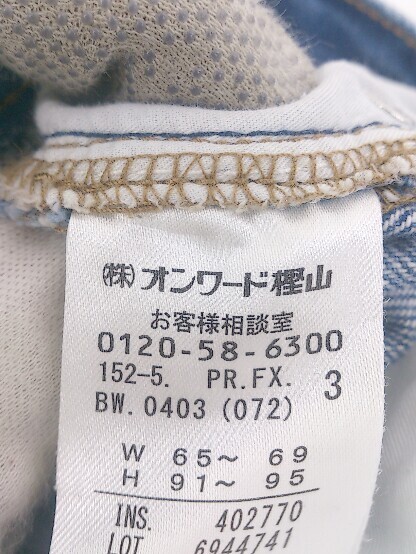 (株)オンワード樫山
お客様相談室
0120-58-6300
152-5. PR.FX. 3
BW.0403(072)
W 65〜 69
H 91〜 95
INS. 402770
LOT 6944741